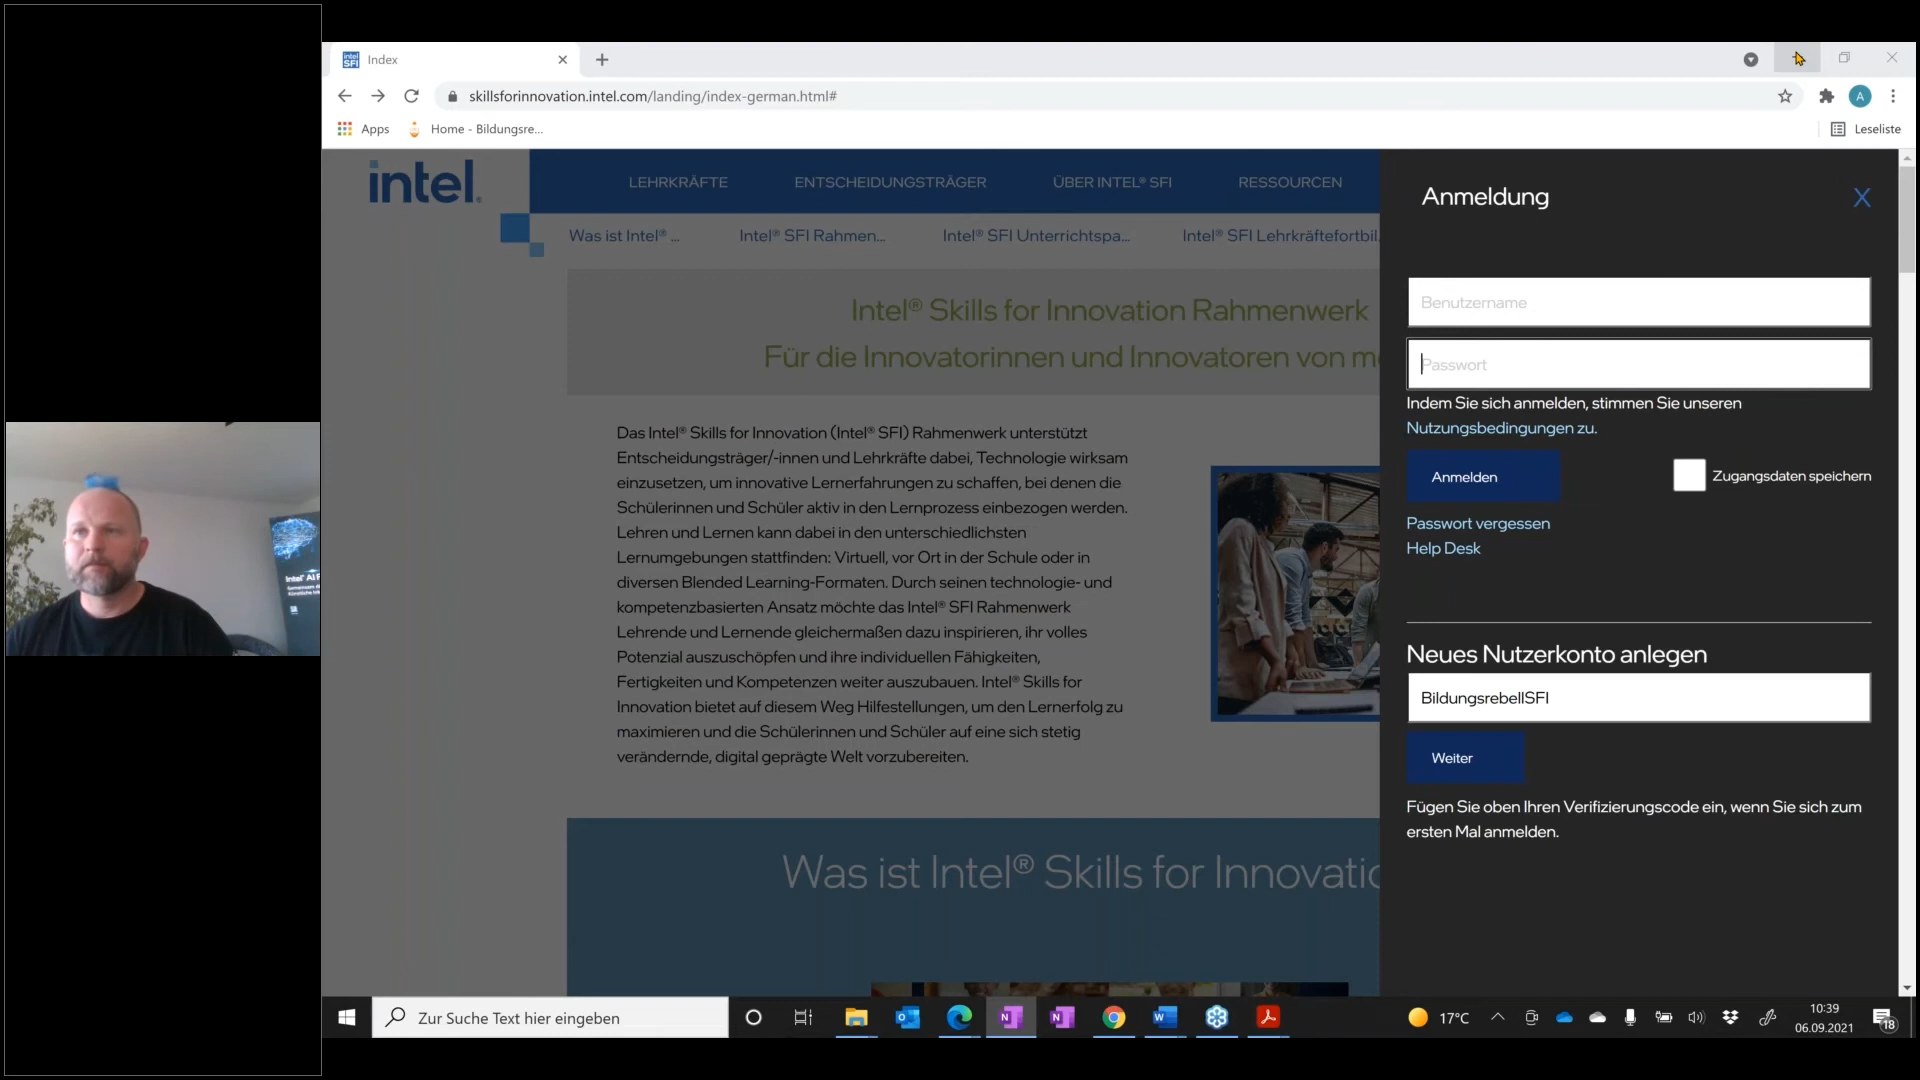 intel SFI
Index
skillsforinnovation.intel.com/landing/index-german.html#
A
Apps
Home - Bildungsre...
Leseliste
intel.
LEHRKRÄFTE
ENTSCHEIDUNGSTRÄGER
ÜBER INTEL® SFI
RESSOURCEN
Was ist Intel® ...
Intel® SFI Rahmen...
Intel® SFI Unterrichtspa...
Intel® SFI Lehrkräftefortbil
Intel® Skills for Innovation Rahmenwerk
Für die Innovatorinnen und Innovatoren von
Das Intel® Skills for Innovation (Intel® SFI) Rahmenwerk unterstützt
Entscheidungsträger/-innen und Lehrkräfte dabei, Technologie wirksam
einzusetzen, um innovative Lernerfahrungen zu schaffen, bei denen die
Schülerinnen und Schüler aktiv in den Lernprozess einbezogen werden.
Lehren und Lernen kann dabei in den unterschiedlichsten
Lernumgebungen stattfinden: Virtuell, vor Ort in der Schule oder in
diversen Blended Learning-Formaten. Durch seinen technologie- und
kompetenzbasierten Ansatz möchte das Intel® SFI Rahmenwerk
Lehrende und Lernende gleichermaßen dazu inspirieren, ihr volles
Potenzial auszuschöpfen und ihre individuellen Fähigkeiten,
Fertigkeiten und Kompetenzen weiter auszubauen. Intel® Skills for
Innovation bietet auf diesem Weg Hilfestellungen, um den Lernerfolg zu
maximieren und die Schülerinnen und Schüler auf eine sich stetig
verändernde, digital geprägte Welt vorzubereiten.
Was ist Intel® Skills for Innovatio
Anmeldung
X
Benutzername
Passwort
Indem Sie sich anmelden, stimmen Sie unseren
Nutzungsbedingungen zu.
Anmelden
Zugangsdaten speichern
Passwort vergessen
Help Desk
Neues Nutzerkonto anlegen
BildungsrebellSFI
Weiter
Fügen Sie oben Ihren Verifizierungscode ein, wenn Sie sich zum
ersten Mal anmelden.
Intel® AI F
Zur Suche Text hier eingeben
17°C
10:39
06.09.2021
18